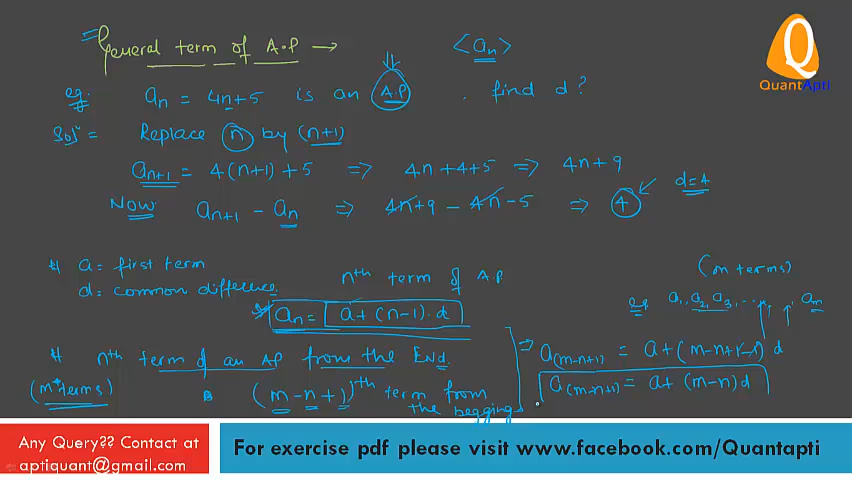 General term of A.P →
<aₙ>
QuantApti
eg. aₙ = 4n+5 is an A.P . find d?
Solⁿ = Replace n by (n+1)
aₙ₊₁ = 4(n+1)+5 ⇒ 4n+4+5 ⇒ 4n+9
Now aₙ₊₁ - aₙ ⇒ 4n+9 - 4n - 5 ⇒ 4 d=4
a = first term
d = common difference
nᵗʰ term of A.P
aₙ = a+(n-1).d
(m terms)
eg a₁, a₂, a₃, ... aₘ
nᵗʰ term of an AP from the End.
(m terms)
is (m-n+1)ᵗʰ term from
the beggings
⇒ a(m-n+1) = a+(m-n+1-1)d
a(m-n+1) = a+(m-n)d
Any Query?? Contact at
aptiquant@gmail.com
For exercise pdf please visit www.facebook.com/Quantapti